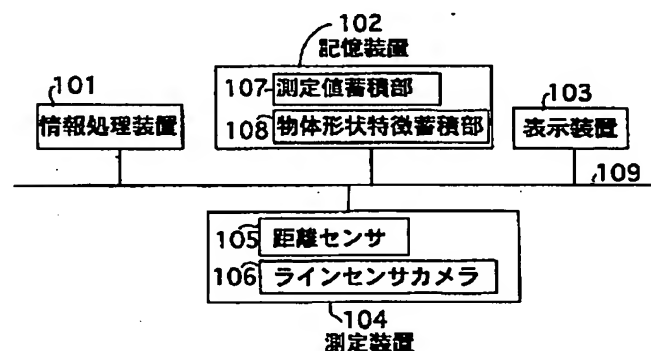 102
記憶装置
101
107
測定値蓄積部
103
情報処理装置
108
物体形状特徴蓄積部
表示装置
109
105
距離センサ
106
ラインセンサカメラ
104
測定装置